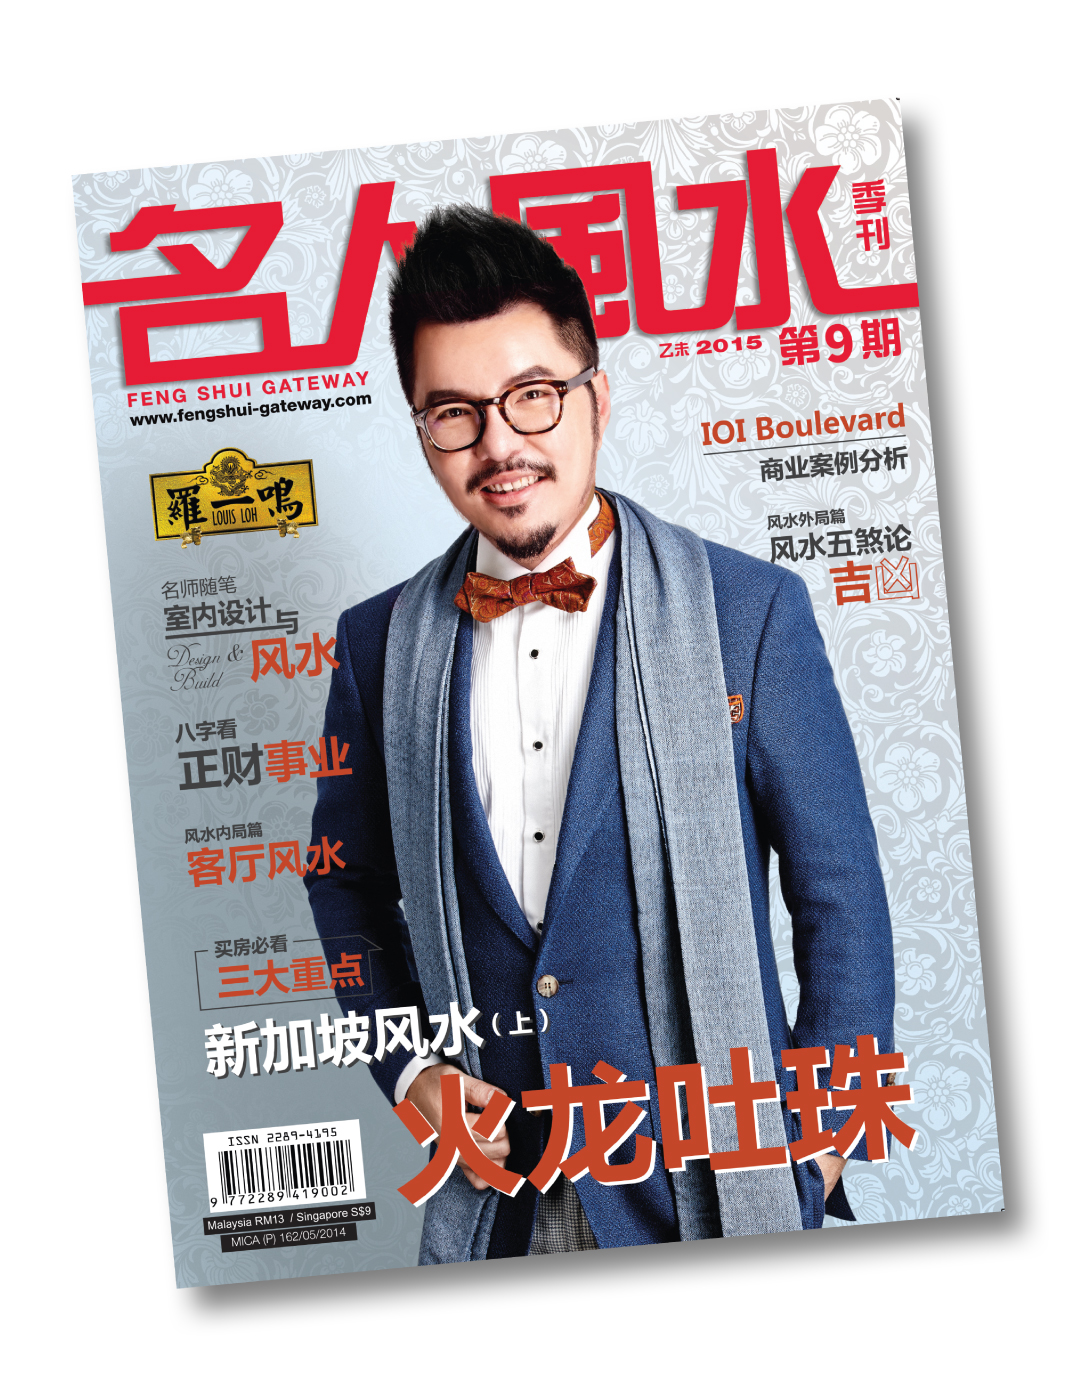 名人風水
季刊
乙未 2015 第9期
FENG SHUI GATEWAY
www.fengshui-gateway.com
羅一鳴
LOUIS LOH
IOI Boulevard
商业案例分析
风水外局篇
风水五煞论
吉凶
名师随笔
室内设计与
Design &
Build
风水
八字看
正财事业
风水内局篇
客厅风水
买房必看
三大重点
新加坡风水(上)
火龙吐珠
ISSN 2289-4195
9 772289 419002
Malaysia RM13 / Singapore S$9
MICA (P) 162/05/2014